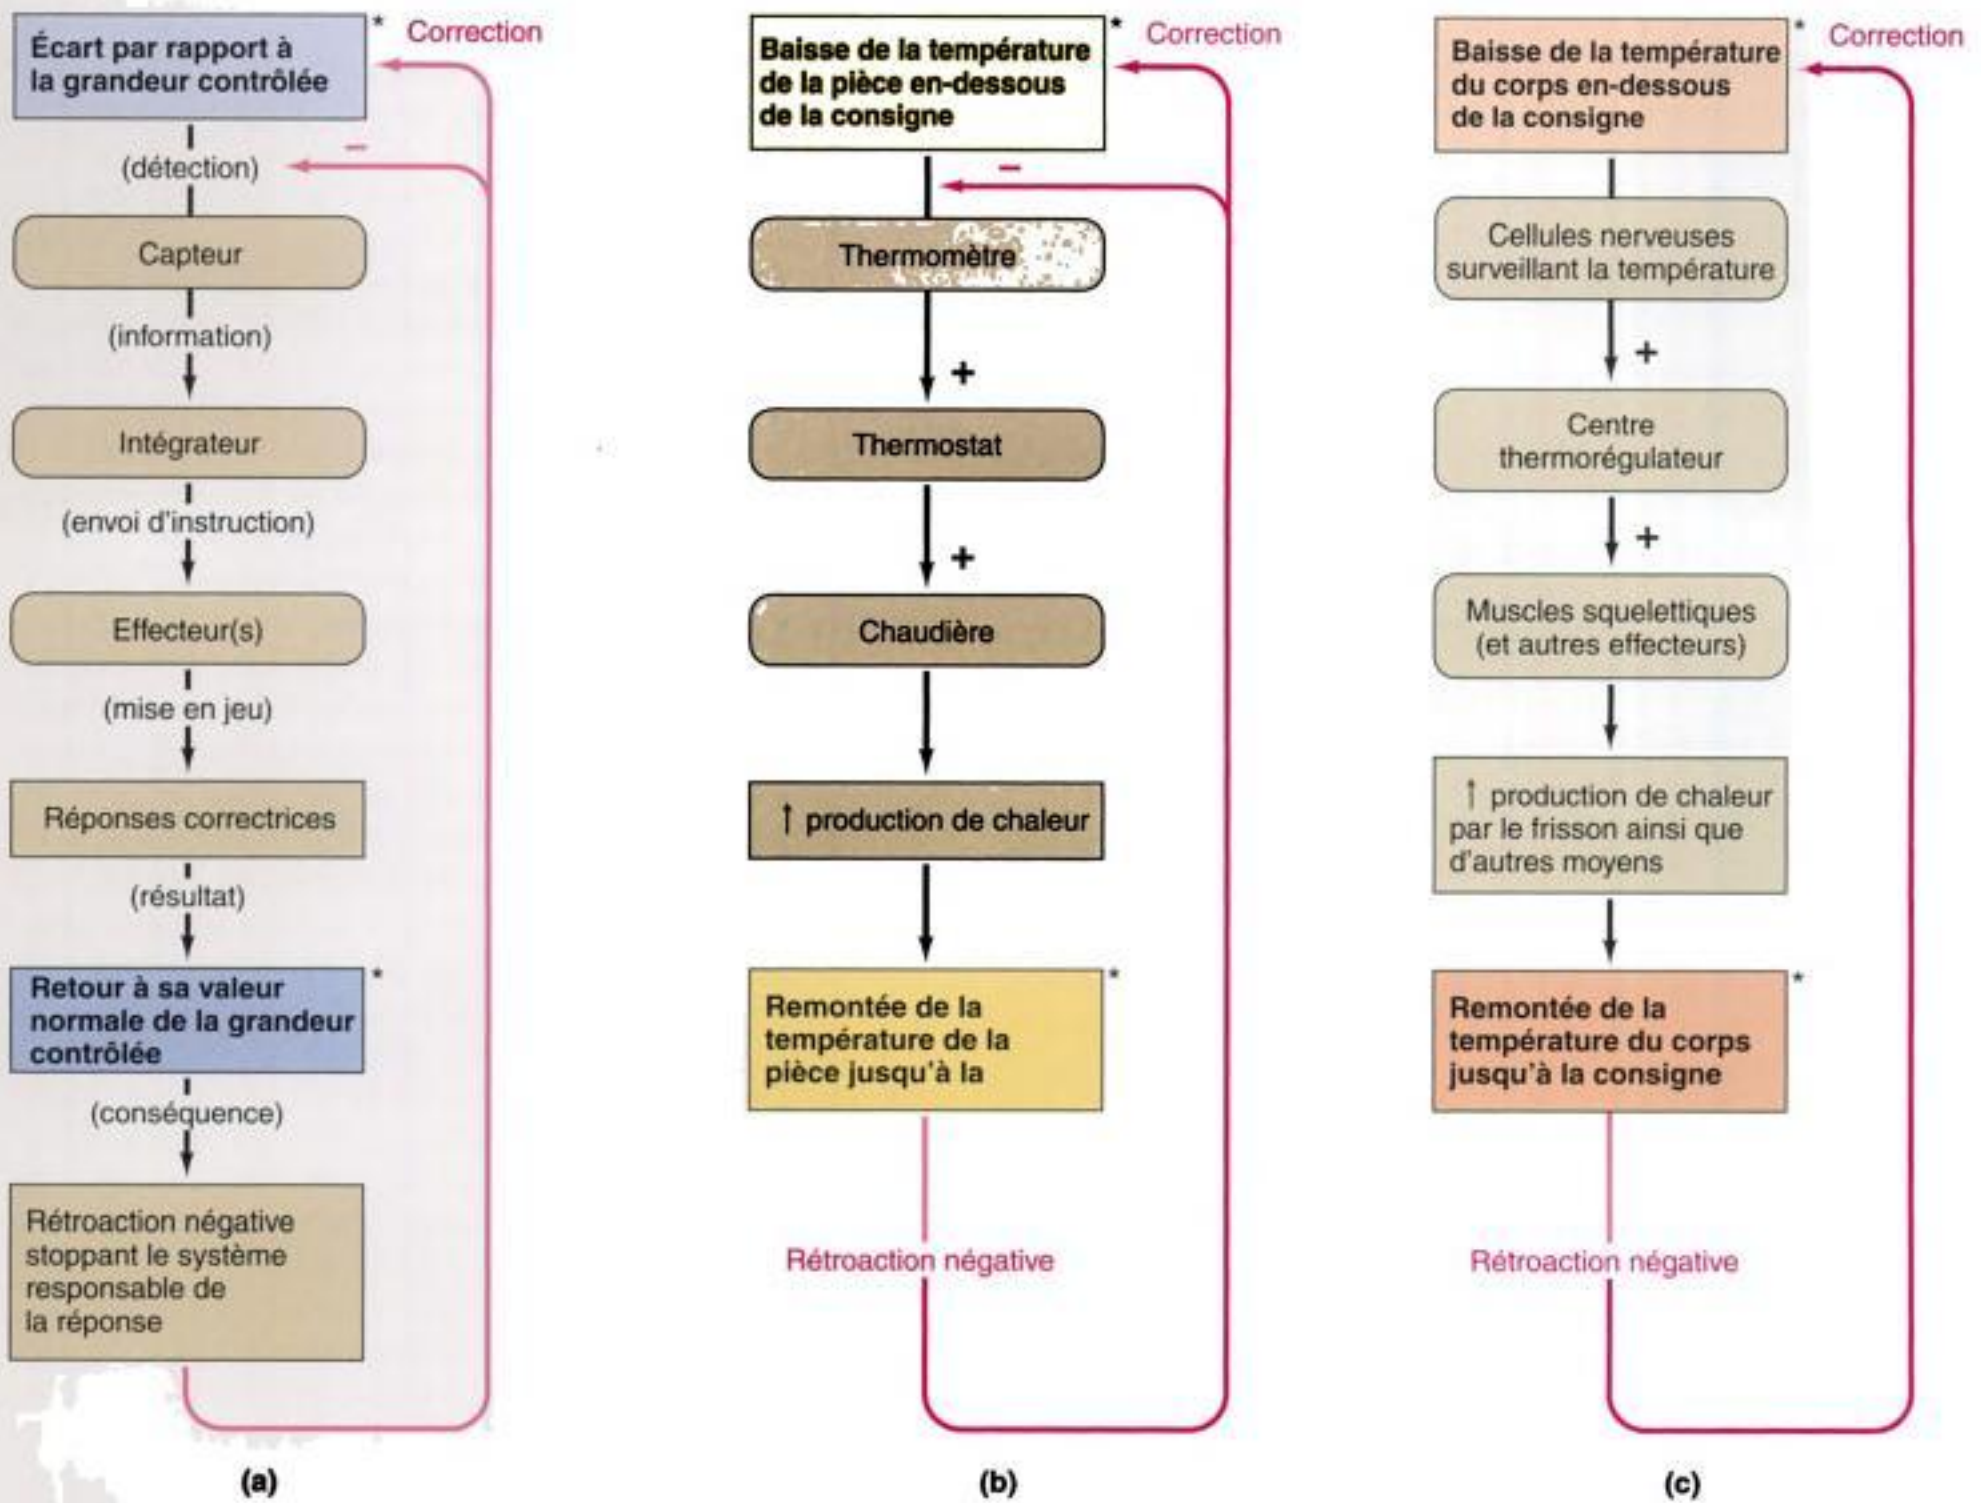 Écart par rapport à
la grandeur contrôlée
*
Correction
–
(détection)
Capteur
(information)
Intégrateur
(envoi d'instruction)
Effecteur(s)
(mise en jeu)
Réponses correctrices
(résultat)
Retour à sa valeur
normale de la grandeur
contrôlée
*
(conséquence)
Rétroaction négative
stoppant le système
responsable de
la réponse
(a)
Baisse de la température
de la pièce en-dessous
de la consigne
*
Correction
–
Thermomètre
+
Thermostat
+
Chaudière
↑ production de chaleur
Remontée de la
température de la
pièce jusqu'à la
*
Rétroaction négative
(b)
Baisse de la température
du corps en-dessous
de la consigne
*
Correction
Cellules nerveuses
surveillant la température
+
Centre
thermorégulateur
+
Muscles squelettiques
(et autres effecteurs)
↑ production de chaleur
par le frisson ainsi que
d'autres moyens
Remontée de la
température du corps
jusqu'à la consigne
*
Rétroaction négative
(c)